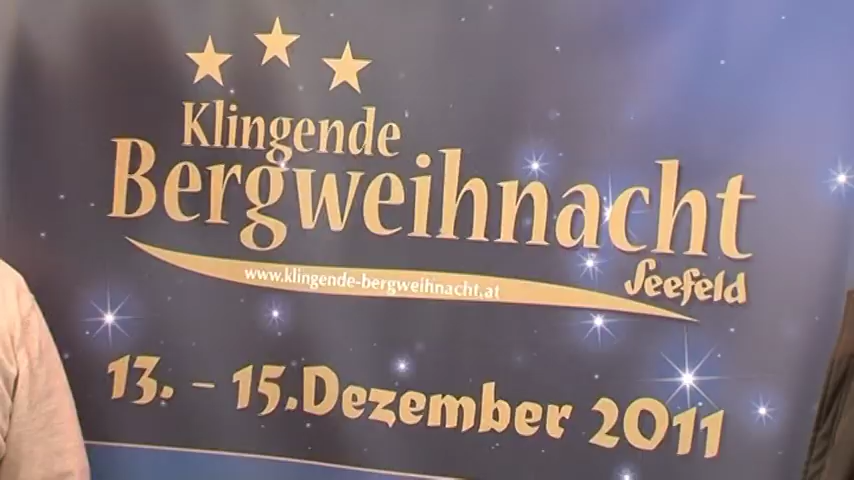 Klingende
Bergweihnacht
www.klingende-bergweihnacht.at
Seefeld
13. - 15.Dezember 2011